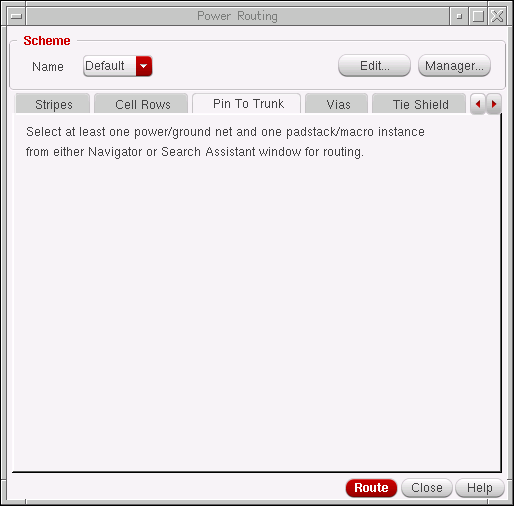 Power Routing
Scheme
Name Default Edit... Manager...
Stripes Cell Rows Pin To Trunk Vias Tie Shield
Select at least one power/ground net and one padstack/macro instance
from either Navigator or Search Assistant window for routing.
Route Close Help